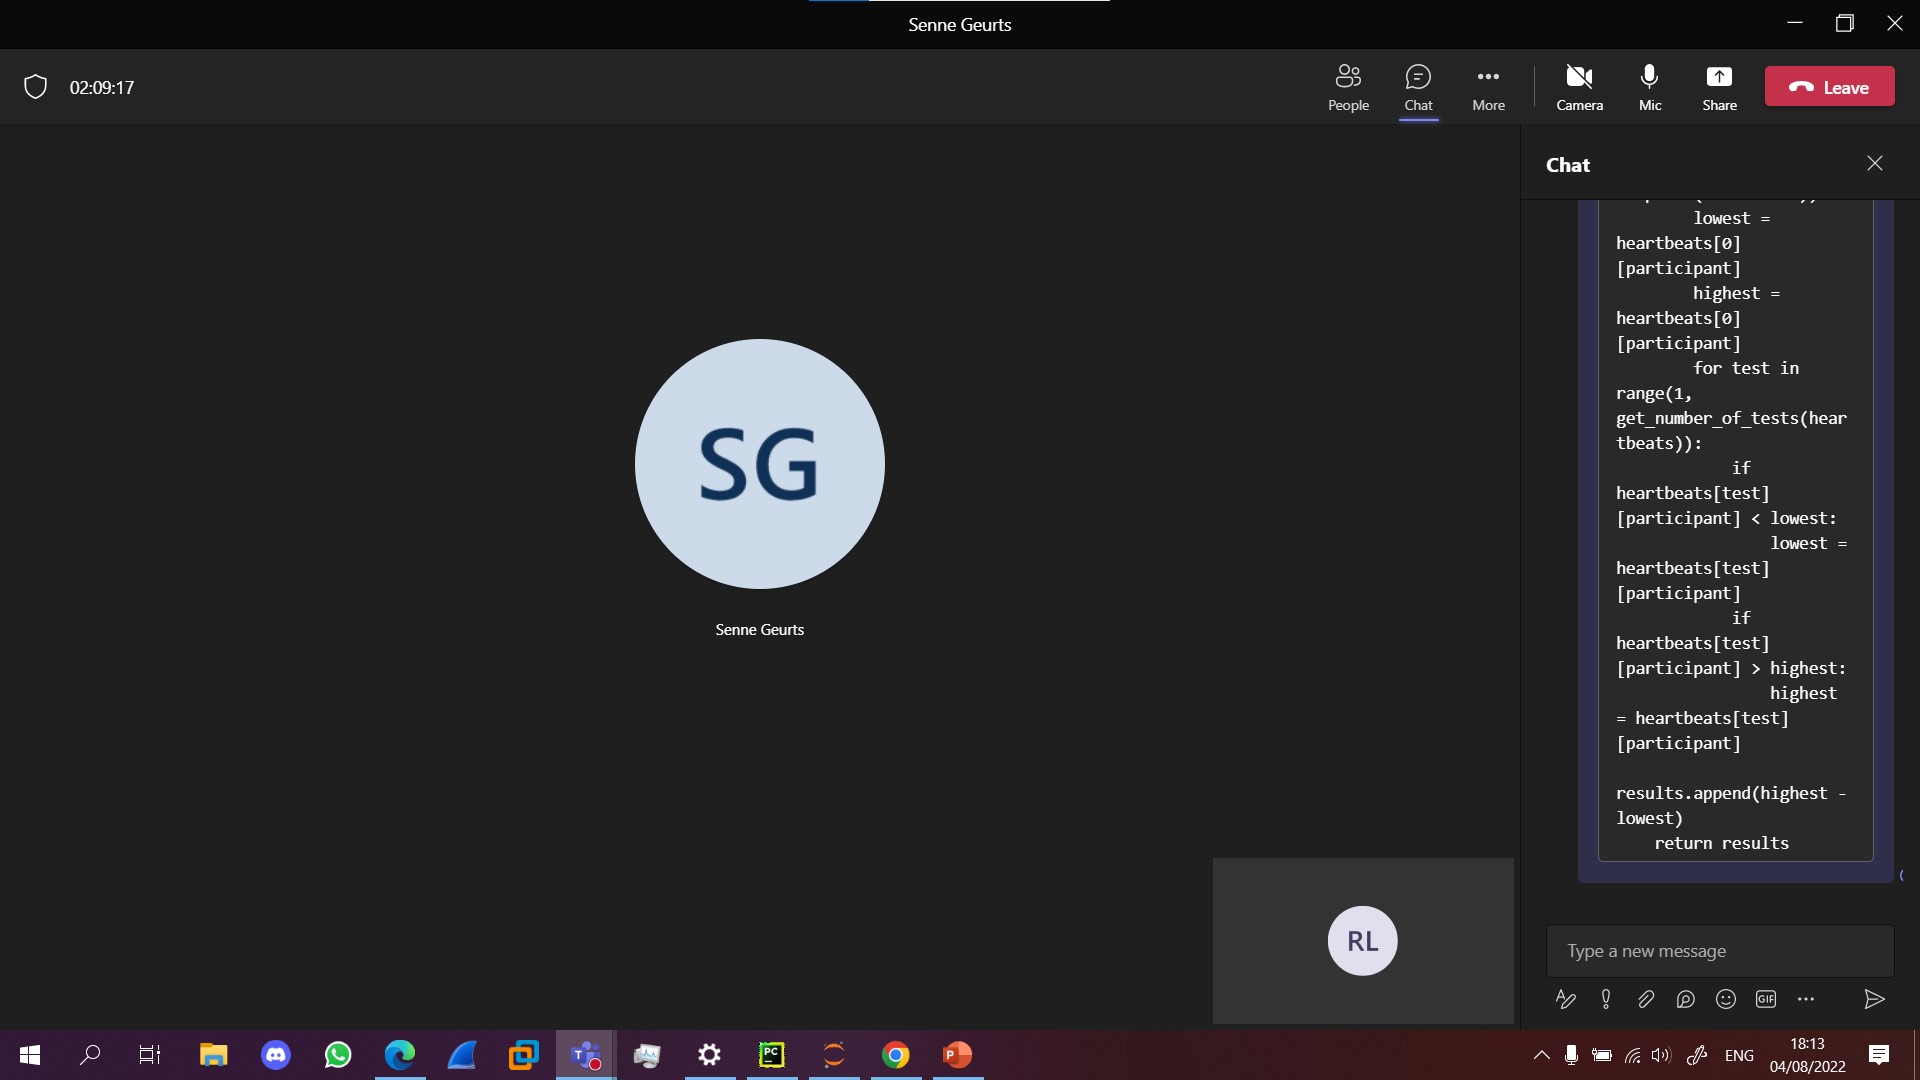 Senne Geurts
02:09:17
People
Chat
More
Camera
Mic
Share
Leave
Chat
lowest =
heartbeats[0]
[participant]
highest =
heartbeats[0]
[participant]
for test in
range(1,
get_number_of_tests(hear
tbeats)):
if
heartbeats[test]
[participant] < lowest:
lowest =
heartbeats[test]
[participant]
if
heartbeats[test]
[participant] > highest:
highest
= heartbeats[test]
[participant]
results.append(highest -
lowest)
return results
SG
Senne Geurts
RL
Type a new message
GIF
PC
T
P
ENG
18:13
04/08/2022